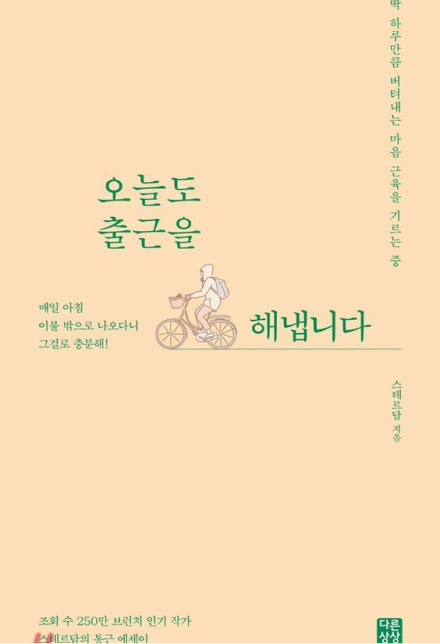 딱 하루만큼 버텨내는 마음 근육을 기르는 중
오늘도
출근을
해냅니다
매일 아침
이불 밖으로 나오다니
그걸로 충분해!
스테르담 지음
조회 수 250만 브런치 인기 작가
스테르담의 통근 에세이
다른
상상